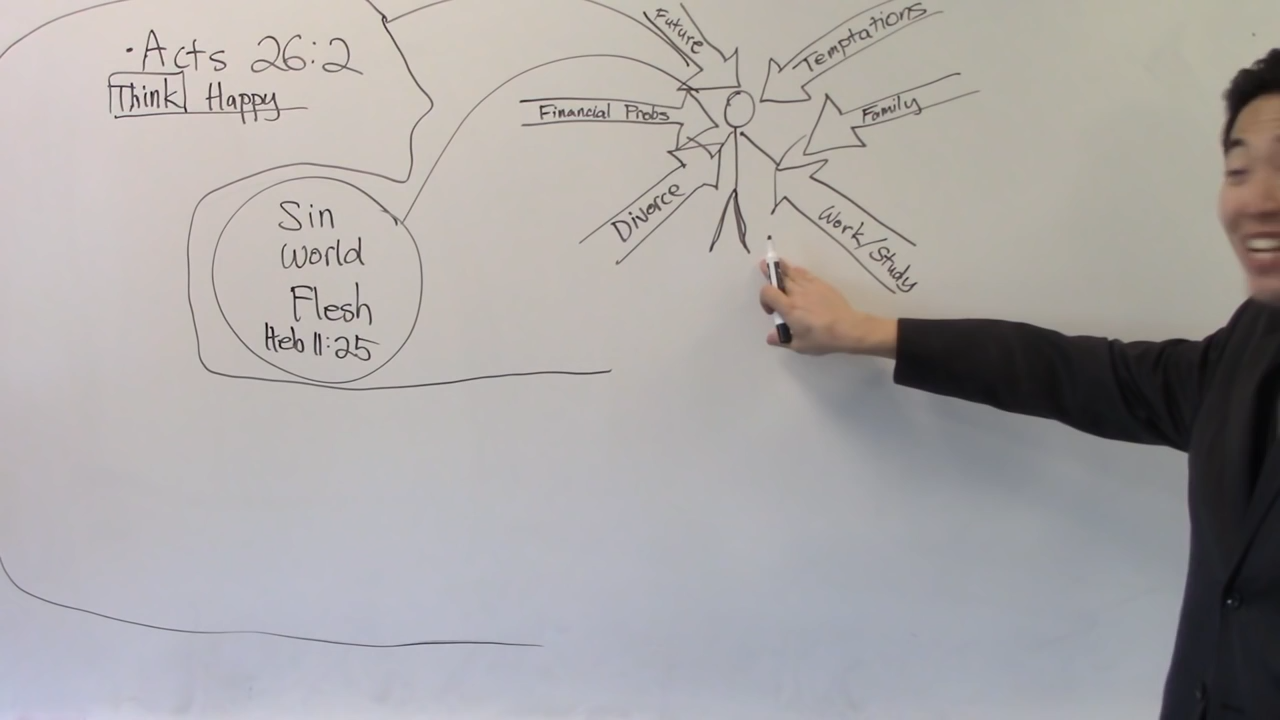 ·Acts 26:2
Think Happy
Sin
World
Flesh
Heb 11:25
Future
Temptations
Financial Probs
Family
Divorce
Work/Study